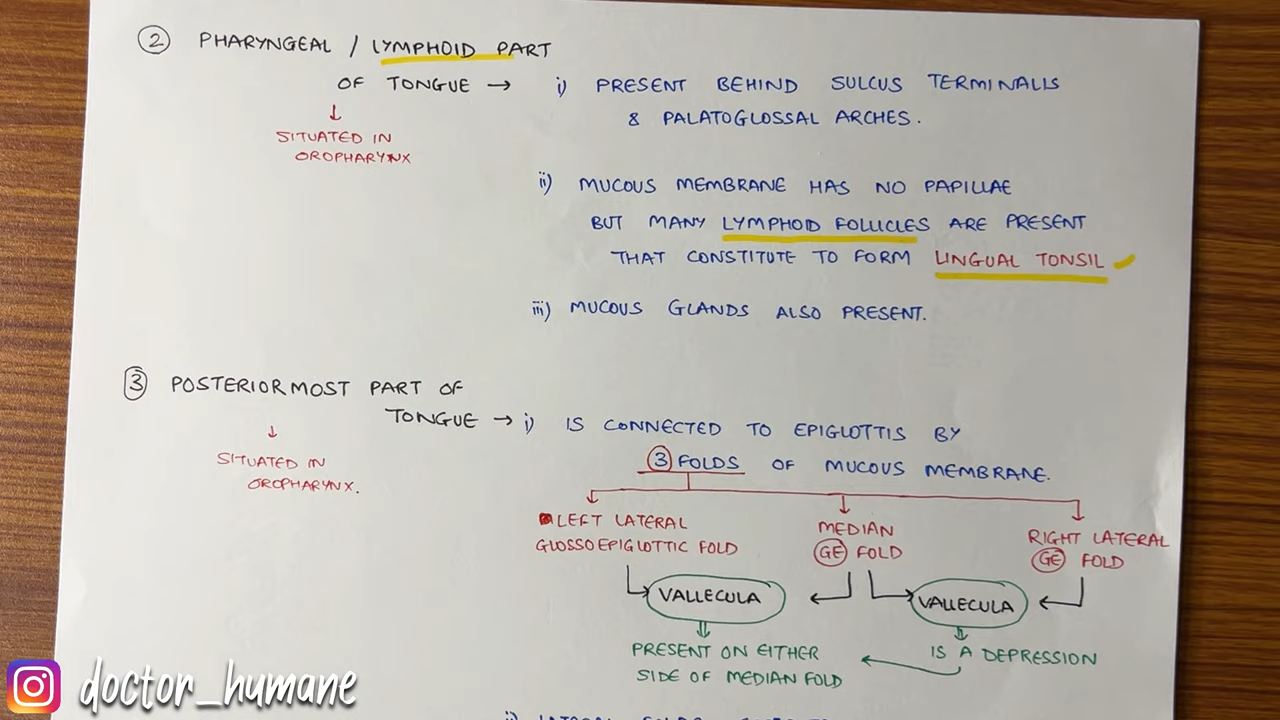 ② PHARYNGEAL / LYMPHOID PART
OF TONGUE → i) PRESENT BEHIND SULCUS TERMINALIS
& PALATOGLOSSAL ARCHES.
↓
SITUATED IN
OROPHARYNX
ii) MUCOUS MEMBRANE HAS NO PAPILLAE
BUT MANY LYMPHOID FOLLICLES ARE PRESENT
THAT CONSTITUTE TO FORM LINGUAL TONSIL
iii) MUCOUS GLANDS ALSO PRESENT.
③ POSTERIORMOST PART OF
TONGUE → i) IS CONNECTED TO EPIGLOTTIS BY
③ FOLDS OF MUCOUS MEMBRANE.
↓
SITUATED IN
OROPHARYNX.
LEFT LATERAL
GLOSSOEPIGLOTTIC FOLD
MEDIAN
GE FOLD
RIGHT LATERAL
GE FOLD
VALLECULA
VALLECULA
PRESENT ON EITHER
SIDE OF MEDIAN FOLD
IS A DEPRESSION
doctor_humane